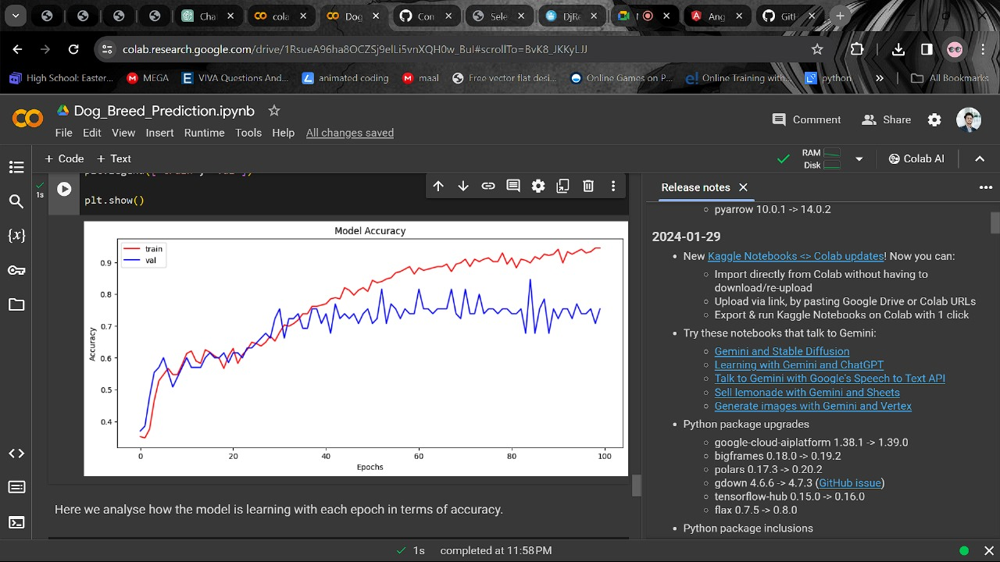 Chat
cola
Dog
Con
Sele
DjRe
Ang
GitH
colab.research.google.com/drive/1RsueA96ha8OCZSj9elLi5vnXQH0w_BuI#scrollTo=BvK8_JKKyLJJ
High School: Easter...
MEGA
VIVA Questions And...
animated coding
maal
Free vector flat desi...
Online Games on P...
Online Training with...
python
All Bookmarks
Dog_Breed_Prediction.ipynb
Comment
Share
File Edit View Insert Runtime Tools Help All changes saved
+ Code + Text
RAM
Disk
Colab AI
1s
plt.show()
Model Accuracy
train
val
0.9
0.8
0.7
0.6
0.5
0.4
Accuracy
0 20 40 60 80 100
Epochs
Here we analyse how the model is learning with each epoch in terms of accuracy.
Release notes
pyarrow 10.0.1 -> 14.0.2
2024-01-29
New Kaggle Notebooks <> Colab updates! Now you can:
Import directly from Colab without having to
download/re-upload
Upload via link, by pasting Google Drive or Colab URLs
Export & run Kaggle Notebooks on Colab with 1 click
Try these notebooks that talk to Gemini:
Gemini and Stable Diffusion
Learning with Gemini and ChatGPT
Talk to Gemini with Google's Speech to Text API
Sell lemonade with Gemini and Sheets
Generate images with Gemini and Vertex
Python package upgrades
google-cloud-aiplatform 1.38.1 -> 1.39.0
bigframes 0.18.0 -> 0.19.2
polars 0.17.3 -> 0.20.2
gdown 4.6.6 -> 4.7.3 (GitHub issue)
tensorflow-hub 0.15.0 -> 0.16.0
flax 0.7.5 -> 0.8.0
Python package inclusions
1s completed at 11:58 PM